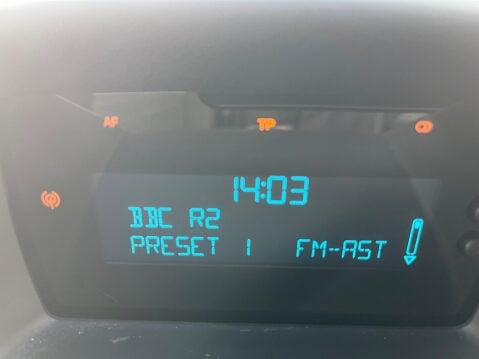 AF TP
14:03
BBC R2
PRESET 1 FM-AST